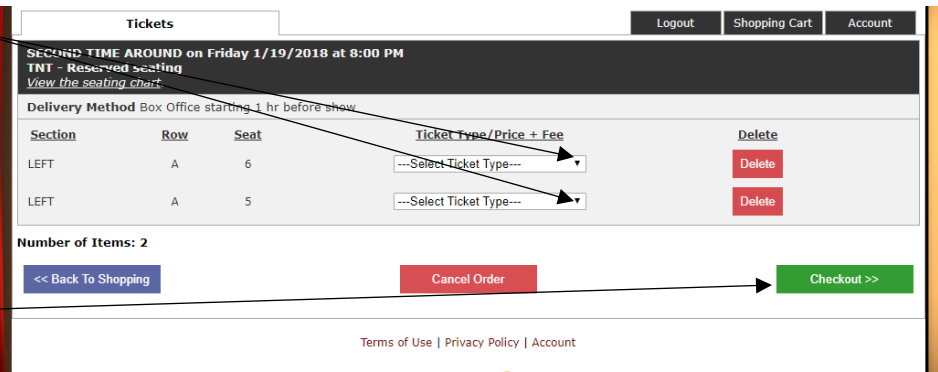 Tickets Logout Shopping Cart Account
SECOND TIME AROUND on Friday 1/19/2018 at 8:00 PM
TNT - Reserved seating
View the seating chart
Delivery Method Box Office starting 1 hr before show
Section Row Seat Ticket Type/Price + Fee Delete
LEFT A 6 ---Select Ticket Type--- Delete
LEFT A 5 ---Select Ticket Type--- Delete
Number of Items: 2
<< Back To Shopping Cancel Order Checkout >>
Terms of Use | Privacy Policy | Account